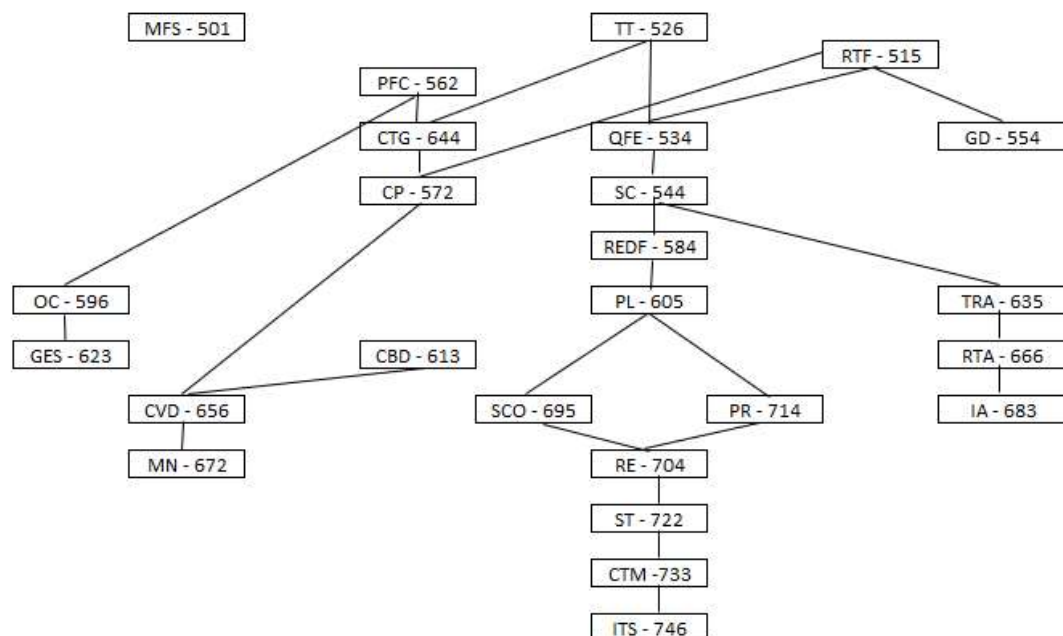 MFS - 501
TT - 526
RTF - 515
PFC - 562
CTG - 644
QFE - 534
GD - 554
CP - 572
SC - 544
REDF - 584
OC - 596
PL - 605
TRA - 635
GES - 623
CBD - 613
RTA - 666
CVD - 656
SCO - 695
PR - 714
IA - 683
MN - 672
RE - 704
ST - 722
CTM -733
ITS - 746